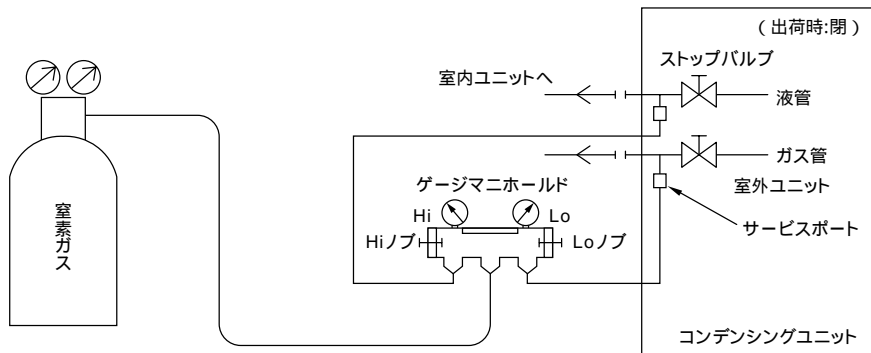 (出荷時:閉)
ストップバルブ
室内ユニットへ
液管
ガス管
ゲージマニホールド
室外ユニット
Hi
Lo
サービスポート
Hiノブ
Loノブ
窒素ガス
コンデンシングユニット